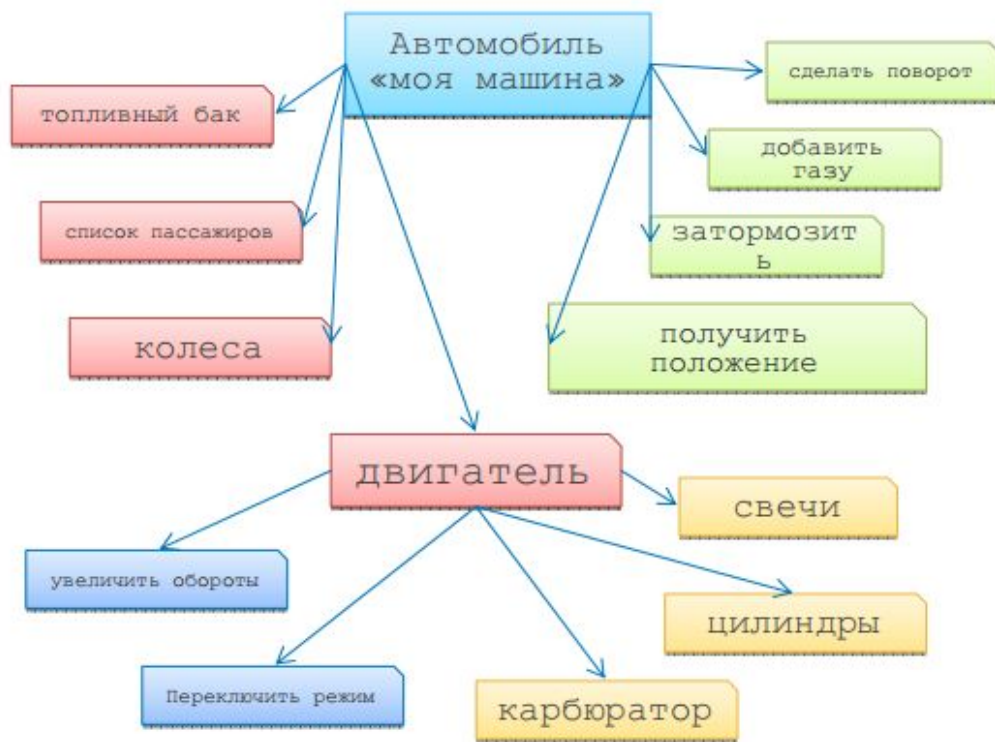 Автомобиль
«моя машина»
сделать поворот
топливный бак
добавить
газу
список пассажиров
затормозит
ь
колеса
получить
положение
двигатель
свечи
увеличить обороты
цилиндры
Переключить режим
карбюратор